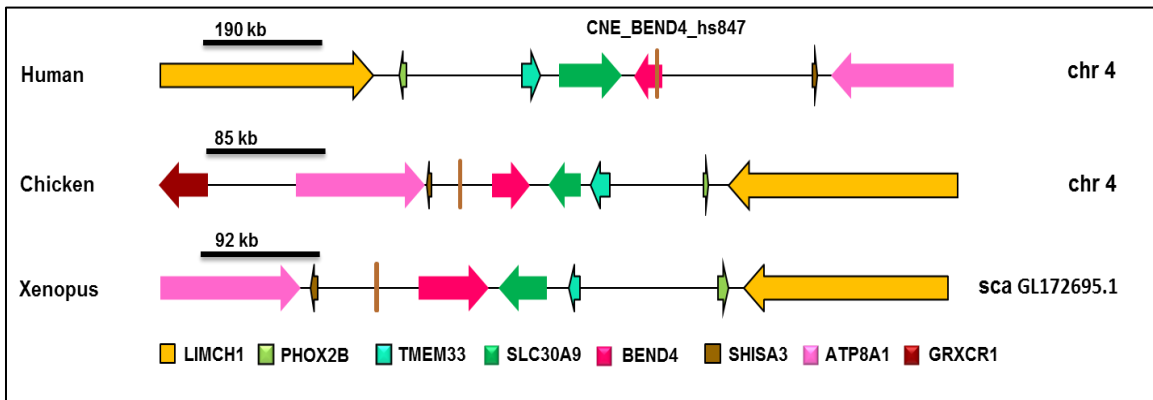 190 kb
CNE_BEND4_hs847
Human
chr 4
85 kb
Chicken
chr 4
92 kb
Xenopus
sca GL172695.1
LIMCH1 PHOX2B TMEM33 SLC30A9 BEND4 SHISA3 ATP8A1 GRXCR1